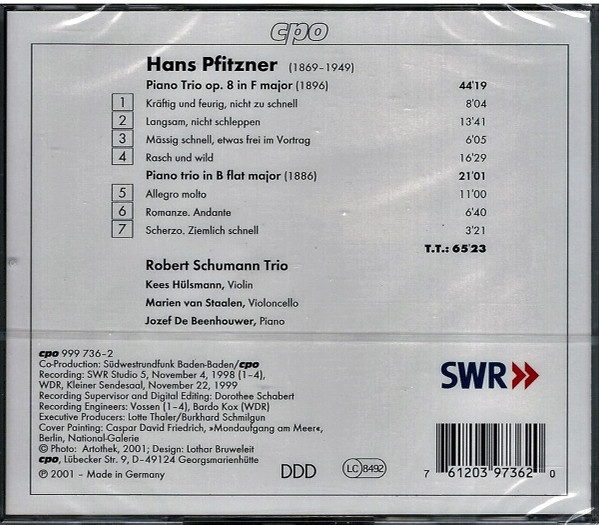 cpo
Hans Pfitzner (1869-1949)
Piano Trio op. 8 in F major (1896) 44'19
1 Kräftig und feurig, nicht zu schnell 8'04
2 Langsam, nicht schleppen 13'41
3 Mässig schnell, etwas frei im Vortrag 6'05
4 Rasch und wild 16'29
Piano trio in B flat major (1886) 21'01
5 Allegro molto 11'00
6 Romanze. Andante 6'40
7 Scherzo. Ziemlich schnell 3'21
T.T.: 65'23
Robert Schumann Trio
Kees Hülsmann, Violin
Marien van Staalen, Violoncello
Jozef De Beenhouwer, Piano
cpo 999 736-2
Co-Production: Südwestrundfunk Baden-Baden/cpo
Recording: SWR Studio 5, November 4, 1998 (1-4),
WDR, Kleiner Sendesaal, November 22, 1999
Recording Supervisor and Digital Editing: Dorothee Schabert
Recording Engineers: Vossen (1-4), Bardo Kox (WDR)
Executive Producers: Lotte Thaler/Burkhard Schmilgun
Cover Painting: Caspar David Friedrich, »Mondaufgang am Meer«,
Berlin, National-Galerie
© Photo: Artothek, 2001; Design: Lothar Bruweleit
cpo, Lübecker Str. 9, D-49124 Georgsmarienhütte
℗ 2001 - Made in Germany
SWR»
DDD
LC 8492
7 61203 97362 0